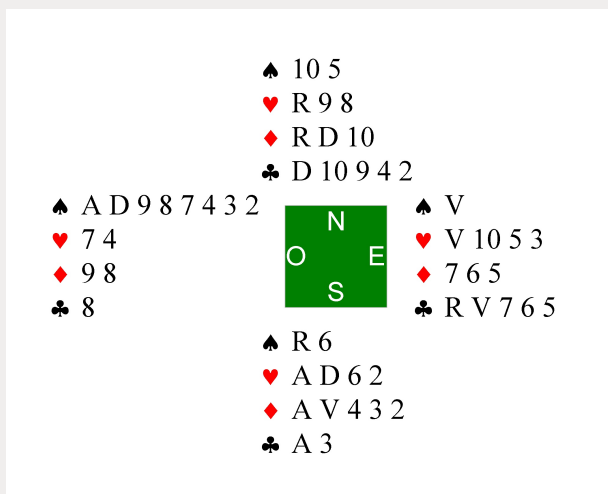 ♠ 10 5
♥ R 9 8
♦ R D 10
♣ D 10 9 4 2
♠ A D 9 8 7 4 3 2
♥ 7 4
♦ 9 8
♣ 8
N
O E
S
♠ V
♥ V 10 5 3
♦ 7 6 5
♣ R V 7 6 5
♠ R 6
♥ A D 6 2
♦ A V 4 3 2
♣ A 3